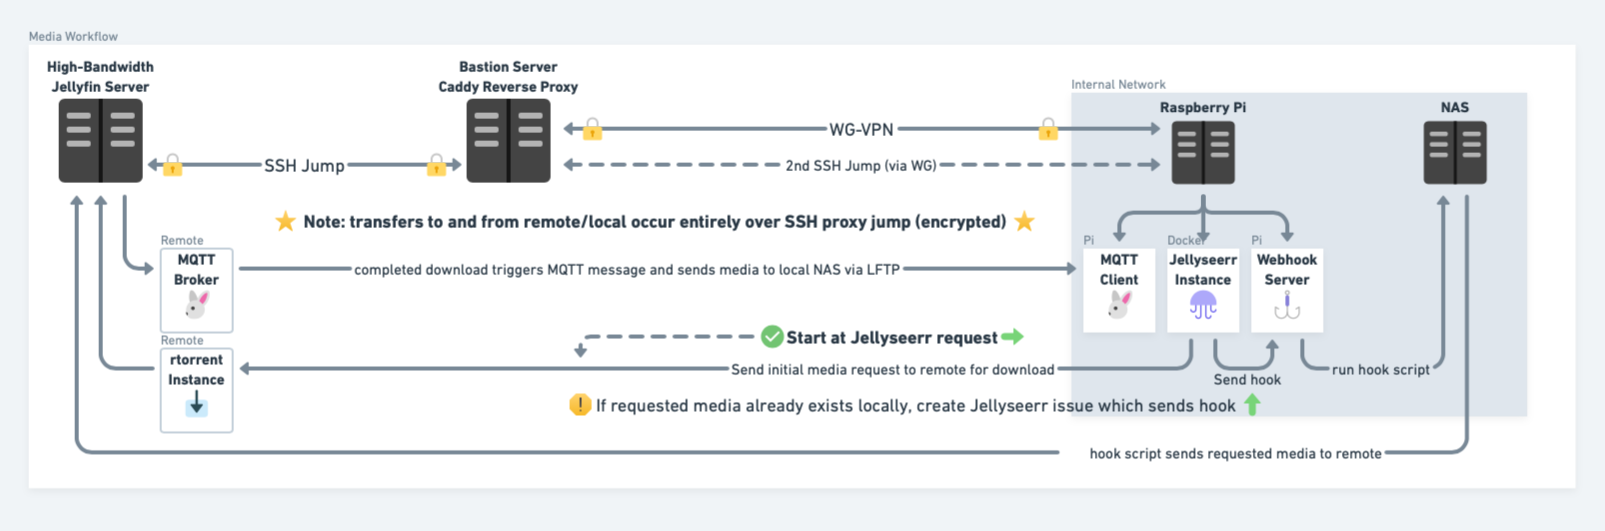 Media Workflow
High-Bandwidth
Jellyfin Server
Bastion Server
Caddy Reverse Proxy
Internal Network
Raspberry Pi
NAS
WG-VPN
SSH Jump
2nd SSH Jump (via WG)
Note: transfers to and from remote/local occur entirely over SSH proxy jump (encrypted)
Remote
MQTT
Broker
completed download triggers MQTT message and sends media to local NAS via LFTP
Pi
MQTT
Client
Docker
Jellyseerr
Instance
Pi
Webhook
Server
Start at Jellyseerr request
Remote
rtorrent
Instance
Send initial media request to remote for download
Send hook
run hook script
If requested media already exists locally, create Jellyseerr issue which sends hook
hook script sends requested media to remote